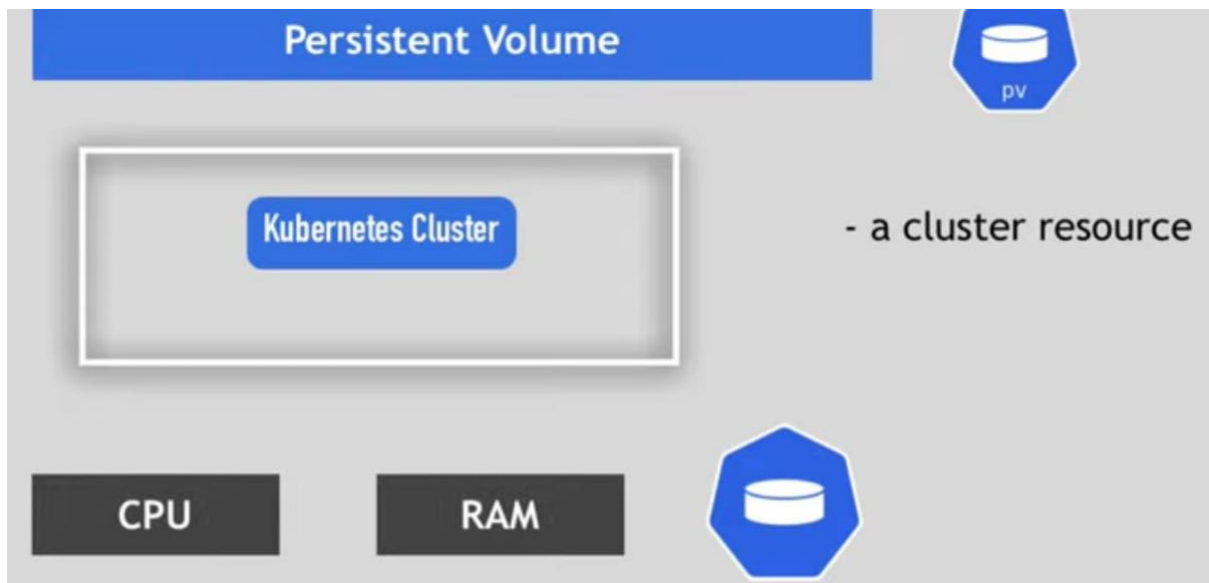 Persistent Volume
pv
Kubernetes Cluster
- a cluster resource
CPU
RAM